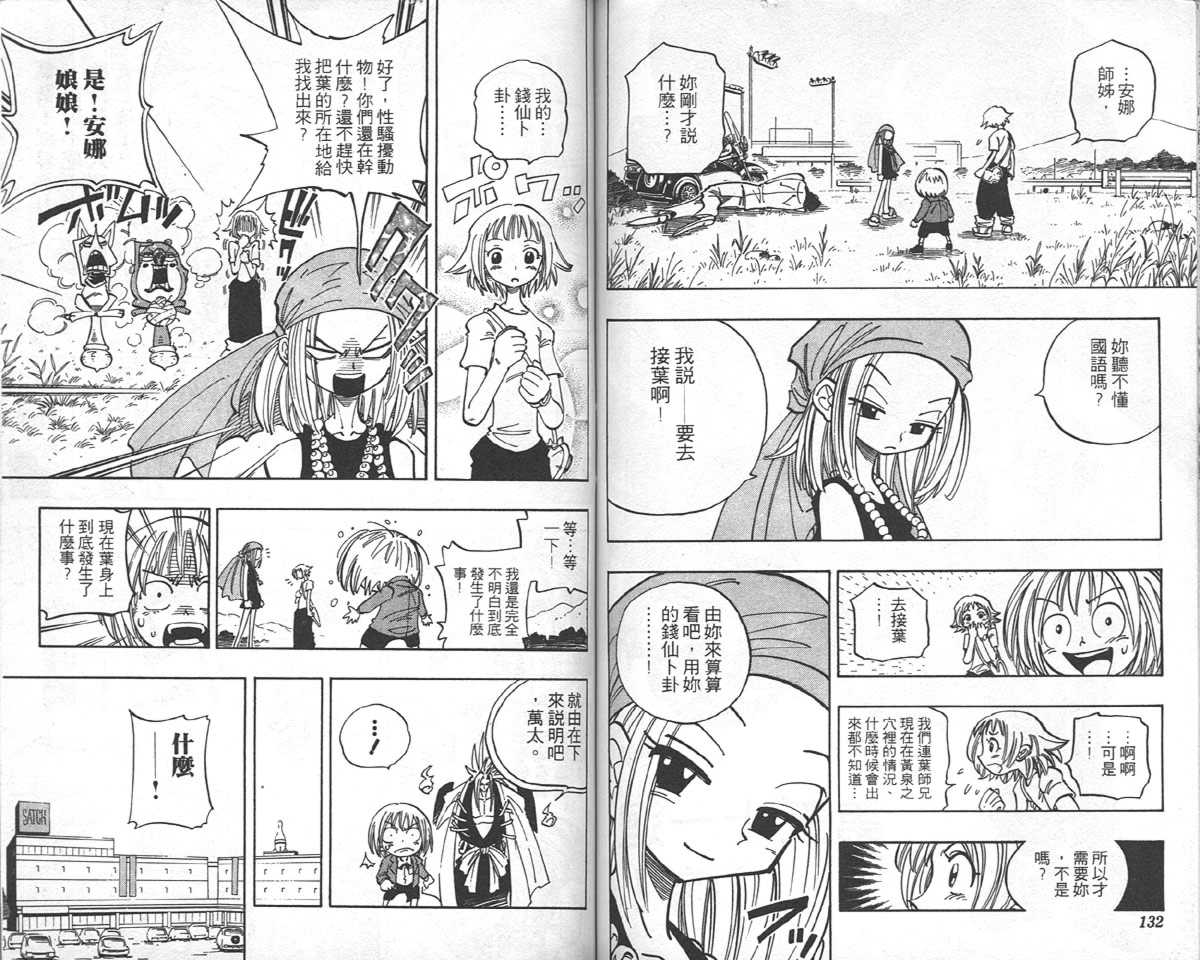 …安娜
師姊，
妳剛才說
什麼…？
妳聽不懂
國語嗎？
我說──要去
接葉啊！
去接葉
…！
…啊啊
…可是
…！
我們連葉師兄
現在在黃泉之
穴裡的情況、
什麼時候會出
來都不知道…
所以才
需要妳
，不是
嗎？
由妳來算算
看吧，用妳
的錢仙卜卦
………！
132
我的…
錢仙卜
卦……
ポワ…
好了，性騷擾動
物！你們還在幹
什麼？還不趕快
把葉的所在地給
我找出來？
是！安娜
娘娘！
ボムッ
等…等
一下！
我還是完全
不明白到底
發生了什麼
事！
現在葉身上
到底發生了
什麼事？
就由在下
來說明吧
，萬太。
…！
什麼
──！
SATCH